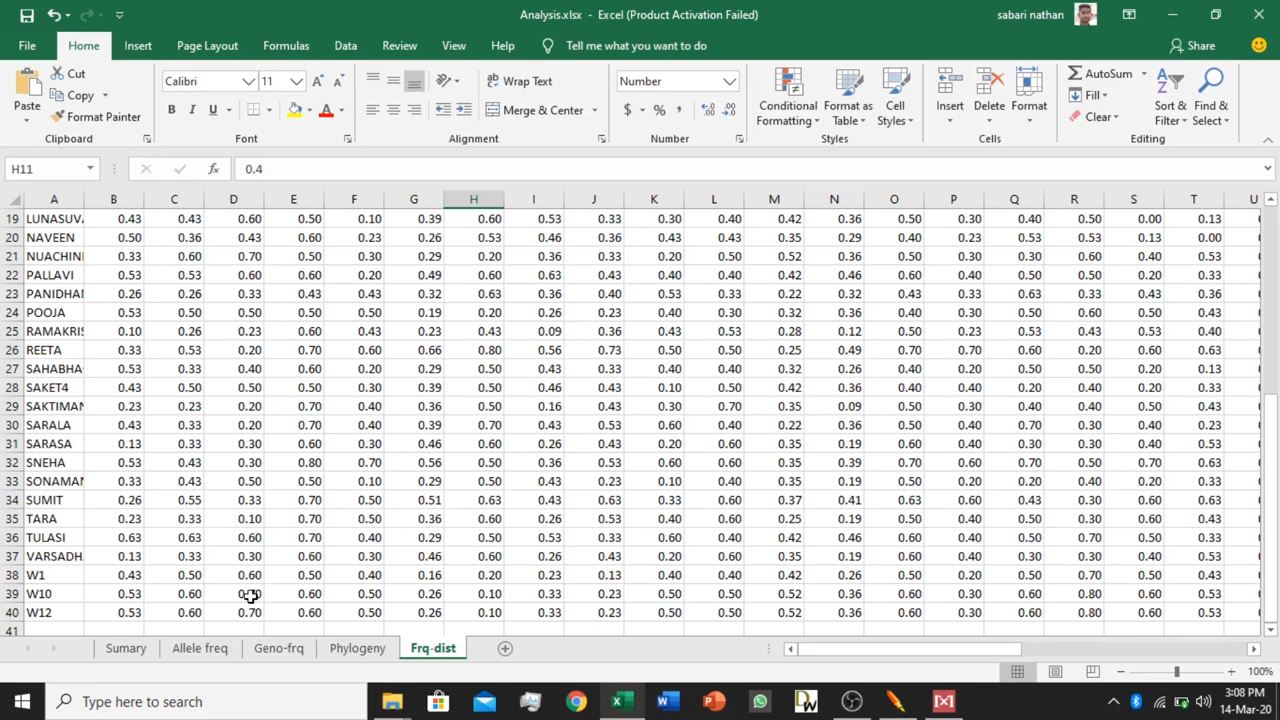 Analysis.xlsx - Excel (Product Activation Failed)
sabari nathan
File Home Insert Page Layout Formulas Data Review View Help Tell me what you want to do Share
Paste Cut Copy Format Painter Clipboard
Calibri 11 B I U A Font
Wrap Text Merge & Center Alignment
Number $ % , Number
Conditional Formatting Format as Table Cell Styles Styles
Insert Delete Format Cells
AutoSum Fill Clear Sort & Filter Find & Select Editing
H11 fx 0.4
A B C D E F G H I J K L M N O P Q R S T U
19 LUNASUV 0.43 0.43 0.60 0.50 0.10 0.39 0.60 0.53 0.33 0.30 0.40 0.42 0.36 0.50 0.30 0.40 0.50 0.00 0.13
20 NAVEEN 0.50 0.36 0.43 0.60 0.23 0.26 0.53 0.46 0.36 0.43 0.43 0.35 0.29 0.40 0.23 0.53 0.53 0.13 0.00
21 NUACHIN 0.33 0.60 0.70 0.50 0.30 0.29 0.20 0.36 0.33 0.20 0.50 0.52 0.36 0.50 0.30 0.30 0.60 0.40 0.53
22 PALLAVI 0.53 0.53 0.60 0.60 0.20 0.49 0.60 0.63 0.43 0.40 0.40 0.42 0.46 0.60 0.40 0.50 0.50 0.20 0.33
23 PANIDHA 0.26 0.26 0.33 0.43 0.43 0.32 0.63 0.36 0.40 0.53 0.33 0.22 0.32 0.43 0.33 0.63 0.33 0.43 0.36
24 POOJA 0.53 0.50 0.50 0.50 0.50 0.19 0.20 0.26 0.23 0.40 0.30 0.32 0.36 0.40 0.30 0.50 0.60 0.50 0.43
25 RAMAKRIS 0.10 0.26 0.23 0.60 0.43 0.23 0.43 0.09 0.36 0.43 0.53 0.28 0.12 0.50 0.23 0.53 0.43 0.53 0.40
26 REETA 0.33 0.53 0.20 0.70 0.60 0.66 0.80 0.56 0.73 0.50 0.50 0.25 0.49 0.70 0.70 0.60 0.20 0.60 0.63
27 SAHABHA 0.53 0.33 0.40 0.60 0.20 0.29 0.50 0.43 0.33 0.40 0.40 0.32 0.26 0.40 0.20 0.50 0.50 0.20 0.33
28 SAKET4 0.43 0.50 0.50 0.50 0.30 0.39 0.50 0.46 0.43 0.10 0.50 0.42 0.36 0.40 0.20 0.20 0.40 0.20 0.33
29 SAKTIMAN 0.23 0.23 0.20 0.70 0.40 0.36 0.50 0.16 0.43 0.30 0.70 0.35 0.09 0.50 0.30 0.40 0.40 0.50 0.43
30 SARALA 0.43 0.33 0.20 0.70 0.40 0.39 0.70 0.43 0.53 0.60 0.40 0.22 0.36 0.50 0.40 0.70 0.30 0.40 0.23
31 SARASA 0.13 0.33 0.30 0.60 0.30 0.46 0.60 0.26 0.43 0.20 0.60 0.35 0.19 0.60 0.40 0.30 0.30 0.40 0.53
32 SNEHA 0.53 0.43 0.30 0.80 0.70 0.56 0.50 0.36 0.53 0.60 0.60 0.35 0.39 0.70 0.60 0.70 0.50 0.70 0.63
33 SONAMAN 0.33 0.43 0.50 0.50 0.10 0.29 0.50 0.43 0.23 0.10 0.40 0.35 0.19 0.50 0.20 0.20 0.40 0.20 0.33
34 SUMIT 0.26 0.55 0.33 0.70 0.50 0.51 0.63 0.43 0.63 0.33 0.60 0.37 0.41 0.63 0.60 0.43 0.30 0.60 0.63
35 TARA 0.23 0.33 0.10 0.70 0.50 0.36 0.60 0.26 0.53 0.40 0.60 0.25 0.19 0.50 0.40 0.50 0.30 0.60 0.43
36 TULASI 0.63 0.63 0.60 0.70 0.40 0.29 0.50 0.53 0.33 0.60 0.40 0.42 0.46 0.60 0.50 0.70 0.50 0.30 0.33
37 VARSADH 0.13 0.33 0.30 0.60 0.30 0.46 0.60 0.26 0.43 0.20 0.60 0.35 0.19 0.60 0.40 0.30 0.30 0.40 0.53
38 W1 0.43 0.50 0.60 0.50 0.40 0.16 0.20 0.23 0.13 0.40 0.40 0.42 0.26 0.50 0.20 0.50 0.70 0.50 0.43
39 W10 0.53 0.60 0.60 0.50 0.26 0.10 0.33 0.23 0.50 0.50 0.52 0.36 0.60 0.30 0.60 0.80 0.60 0.53
40 W12 0.53 0.60 0.70 0.60 0.50 0.26 0.10 0.33 0.23 0.50 0.50 0.52 0.36 0.60 0.30 0.60 0.80 0.60 0.53
41
Sumary Allele freq Geno-frq Phylogeny Frq-dist
100%
Type here to search
3:08 PM
14-Mar-20